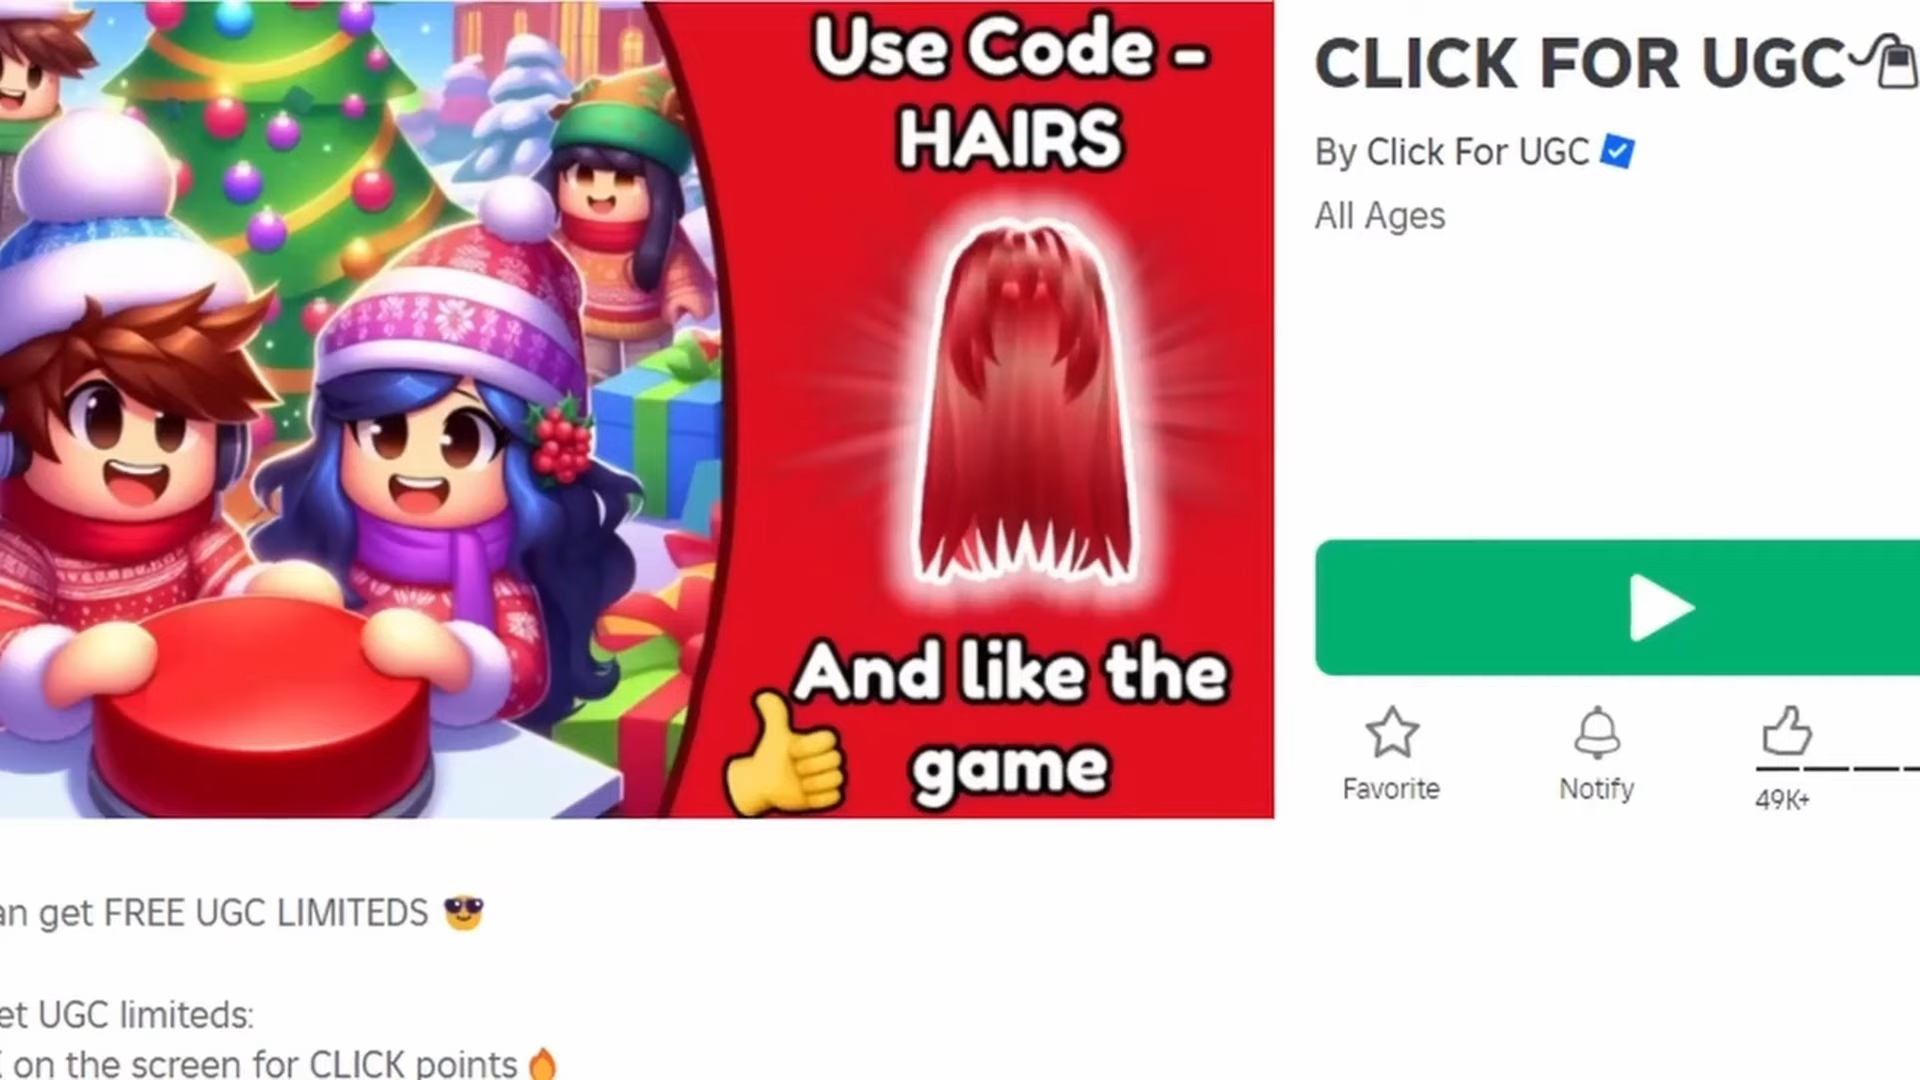 Use Code -
HAIRS
And like the
game
CLICK FOR UGC
By Click For UGC
All Ages
Favorite
Notify
49K+
an get FREE UGC LIMITEDS 😎
et UGC limiteds:
on the screen for CLICK points 🔥